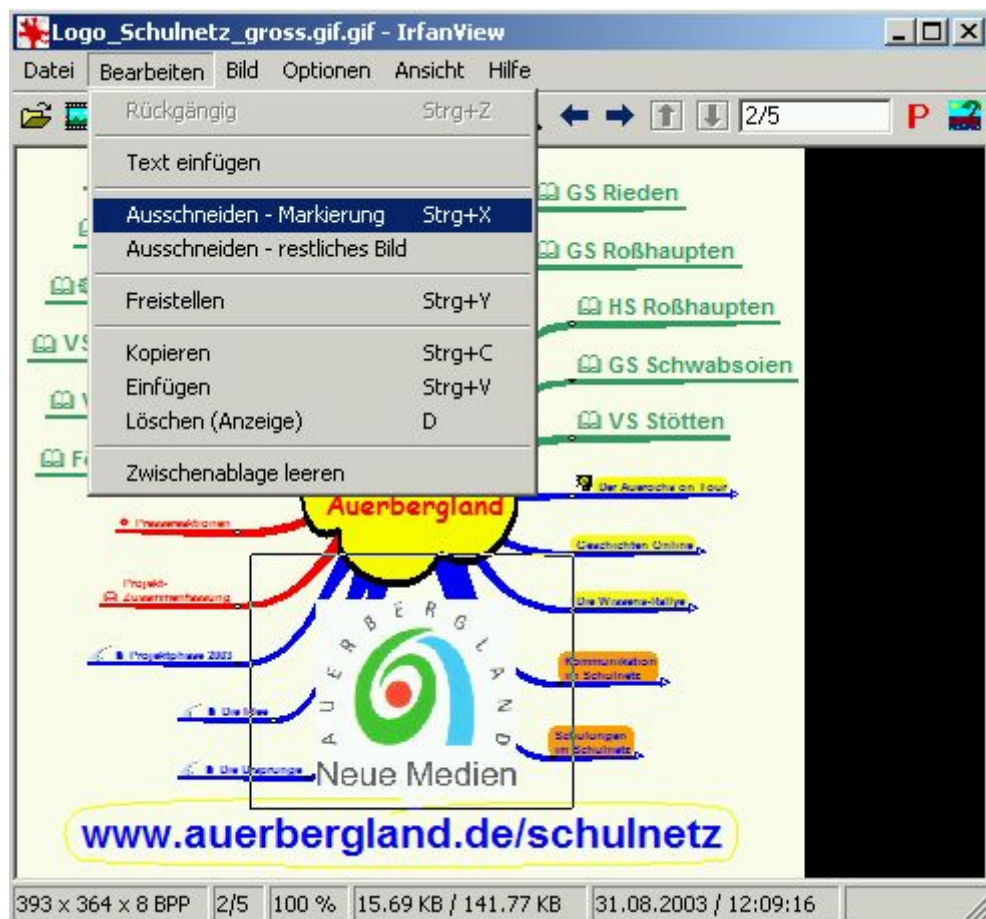 Logo_Schulnetz_gross.gif.gif - IrfanView
Datei Bearbeiten Bild Optionen Ansicht Hilfe
2/5 P
Rückgängig Strg+Z
Text einfügen
Ausschneiden - Markierung Strg+X
Ausschneiden - restliches Bild
Freistellen Strg+Y
Kopieren Strg+C
Einfügen Strg+V
Löschen (Anzeige) D
Zwischenablage leeren
GS Rieden
GS Roßhaupten
HS Roßhaupten
VS
GS Schwabsoien
VS Stötten
Auerbergland
Der Auerochs on Tour
Geschichten Online
Projekt-
Zusammenfassung
Die Wissens-Rallye
Projektphase 2003
Kommunikation
im Schulnetz
Die Idee
Schulungen
im Schulnetz
AUERBERGLAND
Neue Medien
www.auerbergland.de/schulnetz
393 x 364 x 8 BPP 2/5 100 % 15.69 KB / 141.77 KB 31.08.2003 / 12:09:16